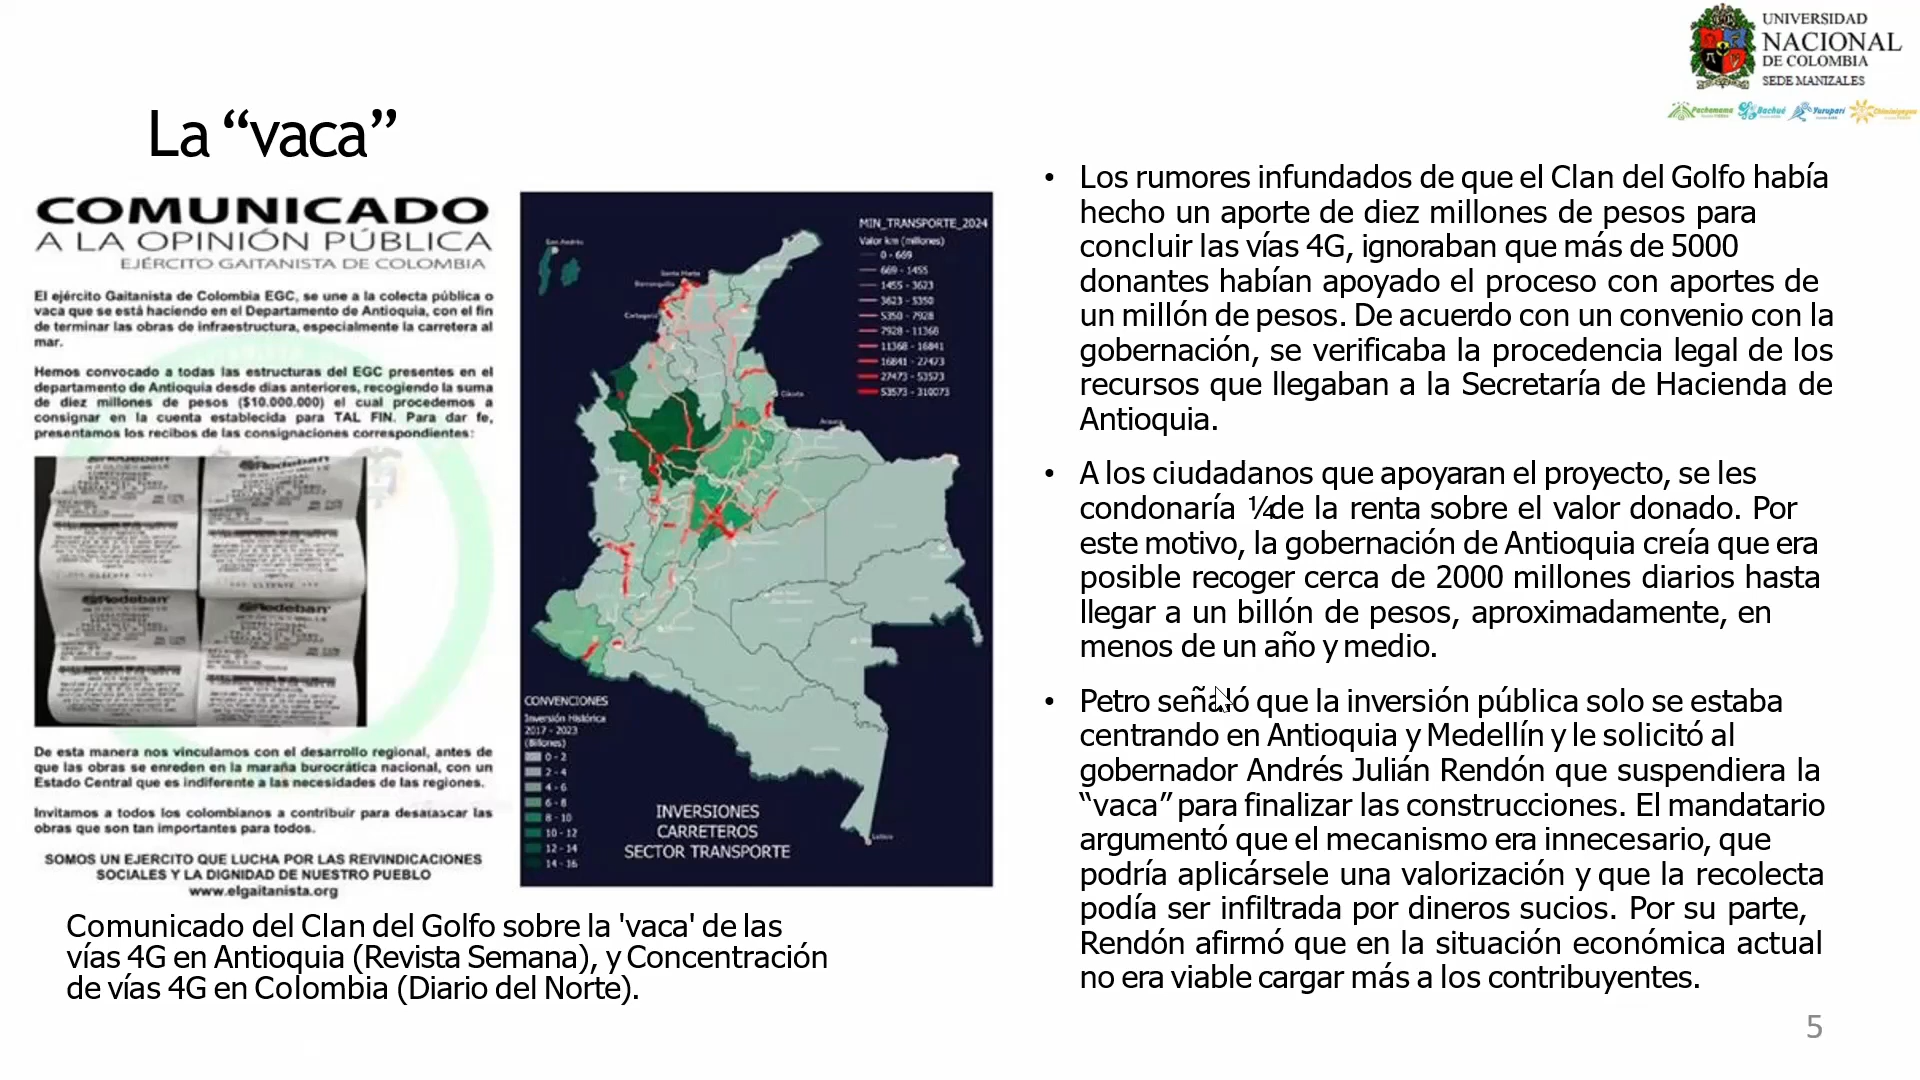 UNIVERSIDAD
NACIONAL
DE COLOMBIA
SEDE MANIZALES
Pachamama
Bachué
Yuruparí
La “vaca”
COMUNICADO
A LA OPINIÓN PÚBLICA
EJÉRCITO GAITANISTA DE COLOMBIA
El ejército Gaitanista de Colombia EGC, se une a la colecta pública o
vaca que se está haciendo en el Departamento de Antioquia, con el fin
de terminar las obras de infraestructura, especialmente la carretera al
mar.
Hemos convocado a todas las estructuras del EGC presentes en el
departamento de Antioquia desde días anteriores, recogiendo la suma
de diez millones de pesos ($10.000.000) el cual procedemos a
consignar en la cuenta establecida para TAL FIN. Para dar fe,
presentamos los recibos de las consignaciones correspondientes:
Redeban
Redeban
Redeban
Redeban
De esta manera nos vinculamos con el desarrollo regional, antes de
que las obras se enreden en la maraña burocrática nacional, con un
Estado Central que es indiferente a las necesidades de las regiones.
Invitamos a todos los colombianos a contribuir para desatascar las
obras que son tan importantes para todos.
SOMOS UN EJERCITO QUE LUCHA POR LAS REIVINDICACIONES
SOCIALES Y LA DIGNIDAD DE NUESTRO PUEBLO
www.elgaitanista.org
San Andrés
Santa Marta
Barranquilla
Cartagena
Cúcuta
Arauca
Leticia
MIN_TRANSPORTE_2024
Valor km (millones)
0 - 669
669 - 1455
1455 - 3623
3623 - 5350
5350 - 7928
7928 - 11368
11368 - 16841
16841 - 27473
27473 - 53573
53573 - 310073
CONVENCIONES
Inversión Histórica
2017 - 2023
(Billones)
0 - 2
2 - 4
4 - 6
6 - 8
8 - 10
10 - 12
12 - 14
14 - 16
INVERSIONES
CARRETEROS
SECTOR TRANSPORTE
Comunicado del Clan del Golfo sobre la 'vaca' de las
vías 4G en Antioquia (Revista Semana), y Concentración
de vías 4G en Colombia (Diario del Norte).
• Los rumores infundados de que el Clan del Golfo había
hecho un aporte de diez millones de pesos para
concluir las vías 4G, ignoraban que más de 5000
donantes habían apoyado el proceso con aportes de
un millón de pesos. De acuerdo con un convenio con la
gobernación, se verificaba la procedencia legal de los
recursos que llegaban a la Secretaría de Hacienda de
Antioquia.
• A los ciudadanos que apoyaran el proyecto, se les
condonaría ¼de la renta sobre el valor donado. Por
este motivo, la gobernación de Antioquia creía que era
posible recoger cerca de 2000 millones diarios hasta
llegar a un billón de pesos, aproximadamente, en
menos de un año y medio.
• Petro señaló que la inversión pública solo se estaba
centrando en Antioquia y Medellín y le solicitó al
gobernador Andrés Julián Rendón que suspendiera la
“vaca” para finalizar las construcciones. El mandatario
argumentó que el mecanismo era innecesario, que
podría aplicársele una valorización y que la recolecta
podía ser infiltrada por dineros sucios. Por su parte,
Rendón afirmó que en la situación económica actual
no era viable cargar más a los contribuyentes.
5